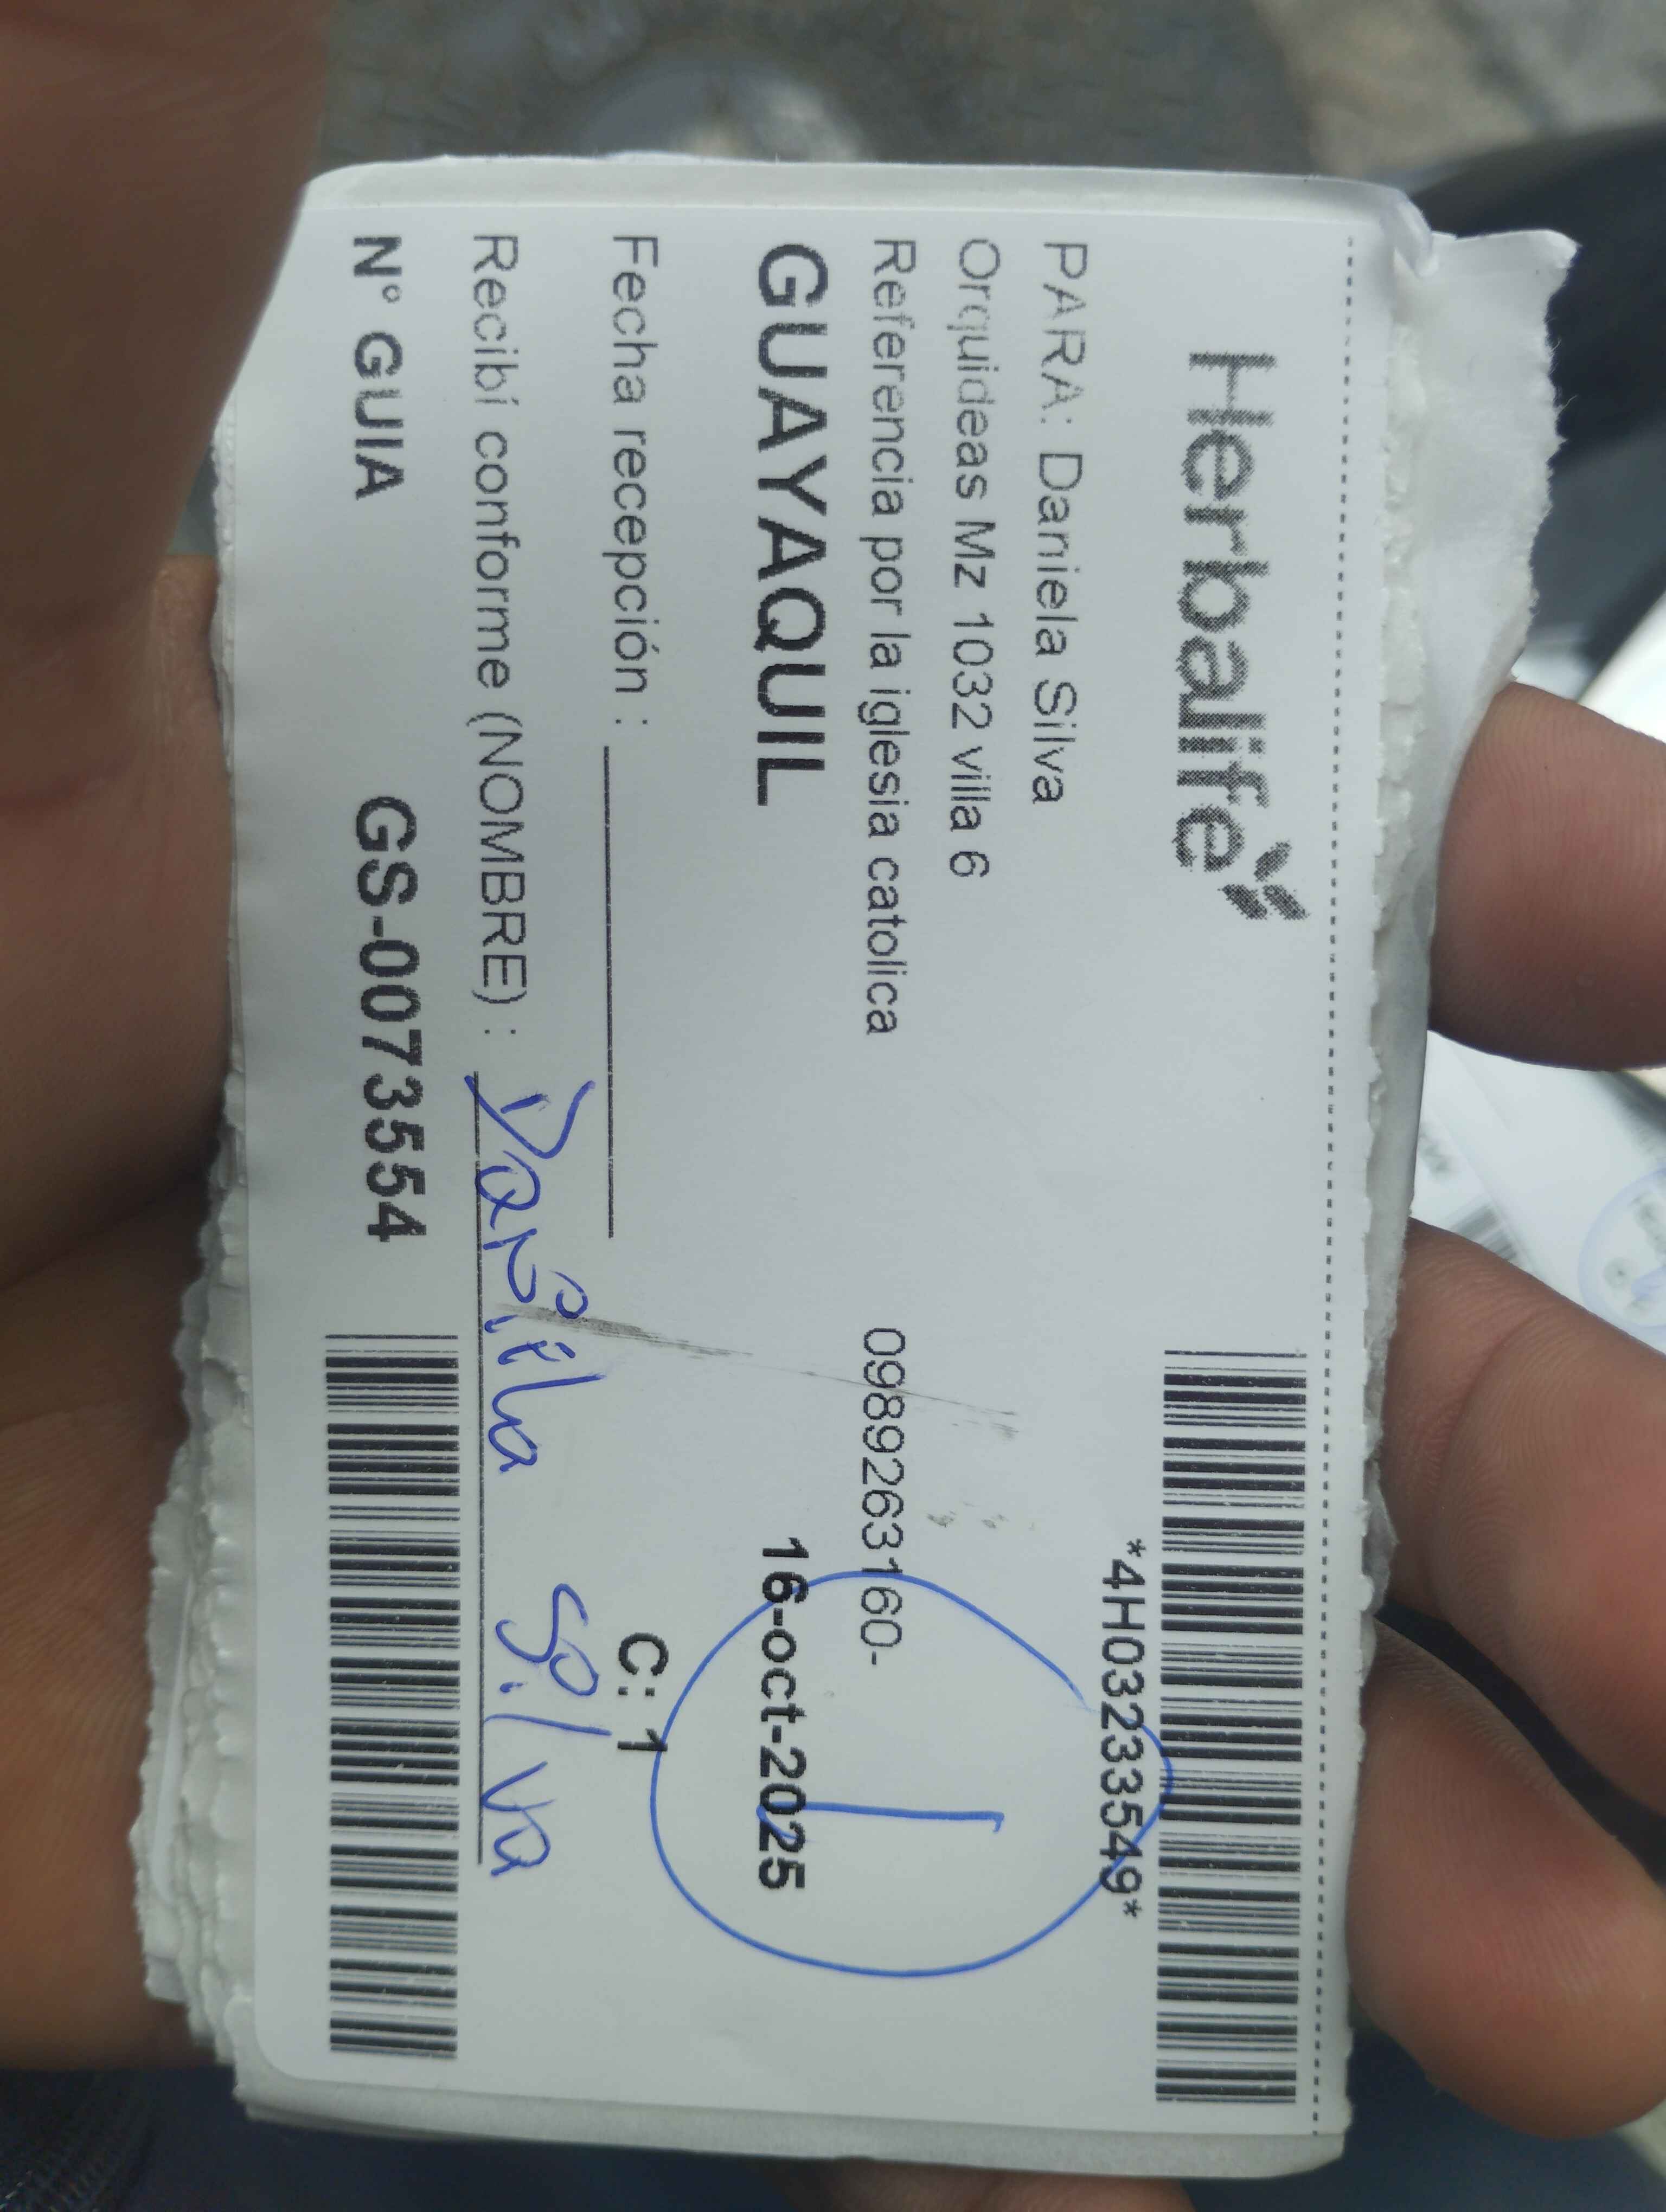 Herbalife
*4H03233549*
PARA: Daniela Silva
Orquideas Mz 1032 villa 6
Referencia por la iglesia catolica 0989263160-
GUAYAQUIL 16-oct-2025
1
Fecha recepción : C: 1
Recibí conforme (NOMBRE) : Daniela Silva
N° GUIA GS-0073554